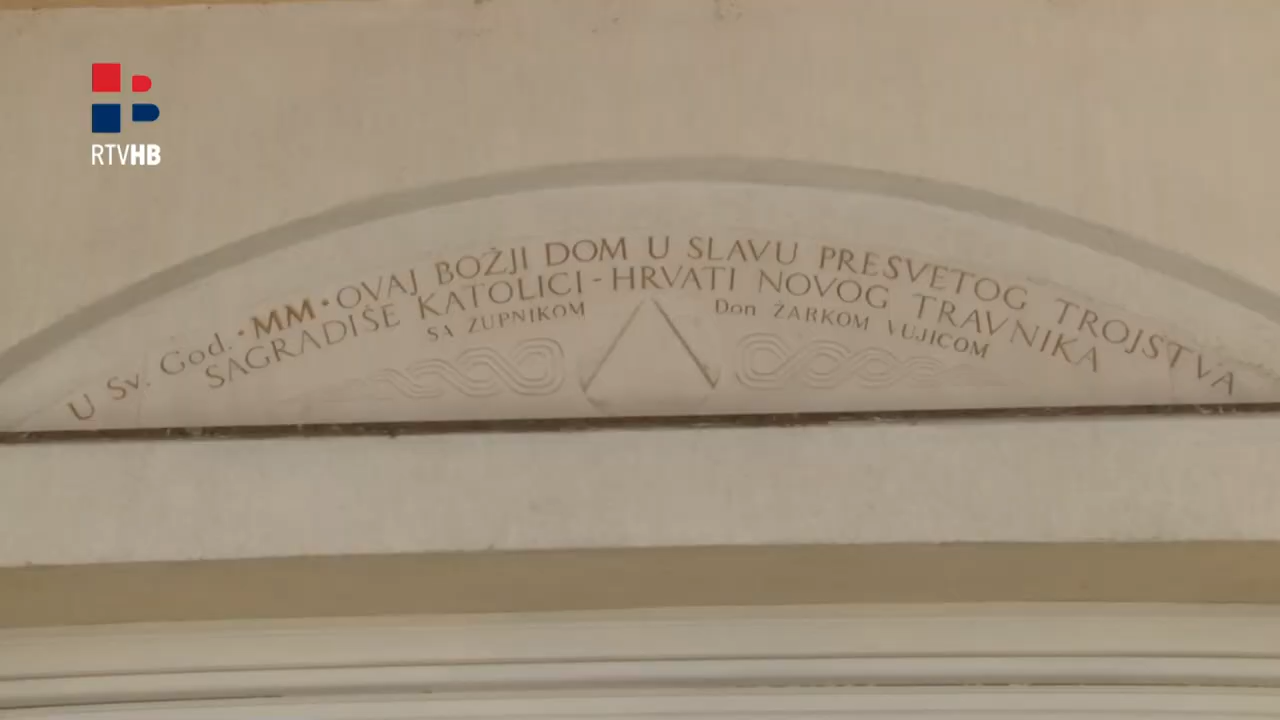 RTVHB
U Sv. God. · MM · OVAJ BOŽJI DOM U SLAVU PRESVETOG TROJSTVA
SAGRADIŠE KATOLICI - HRVATI NOVOG TRAVNIKA
SA ŽUPNIKOM Don ŽARKOM VUJICOM